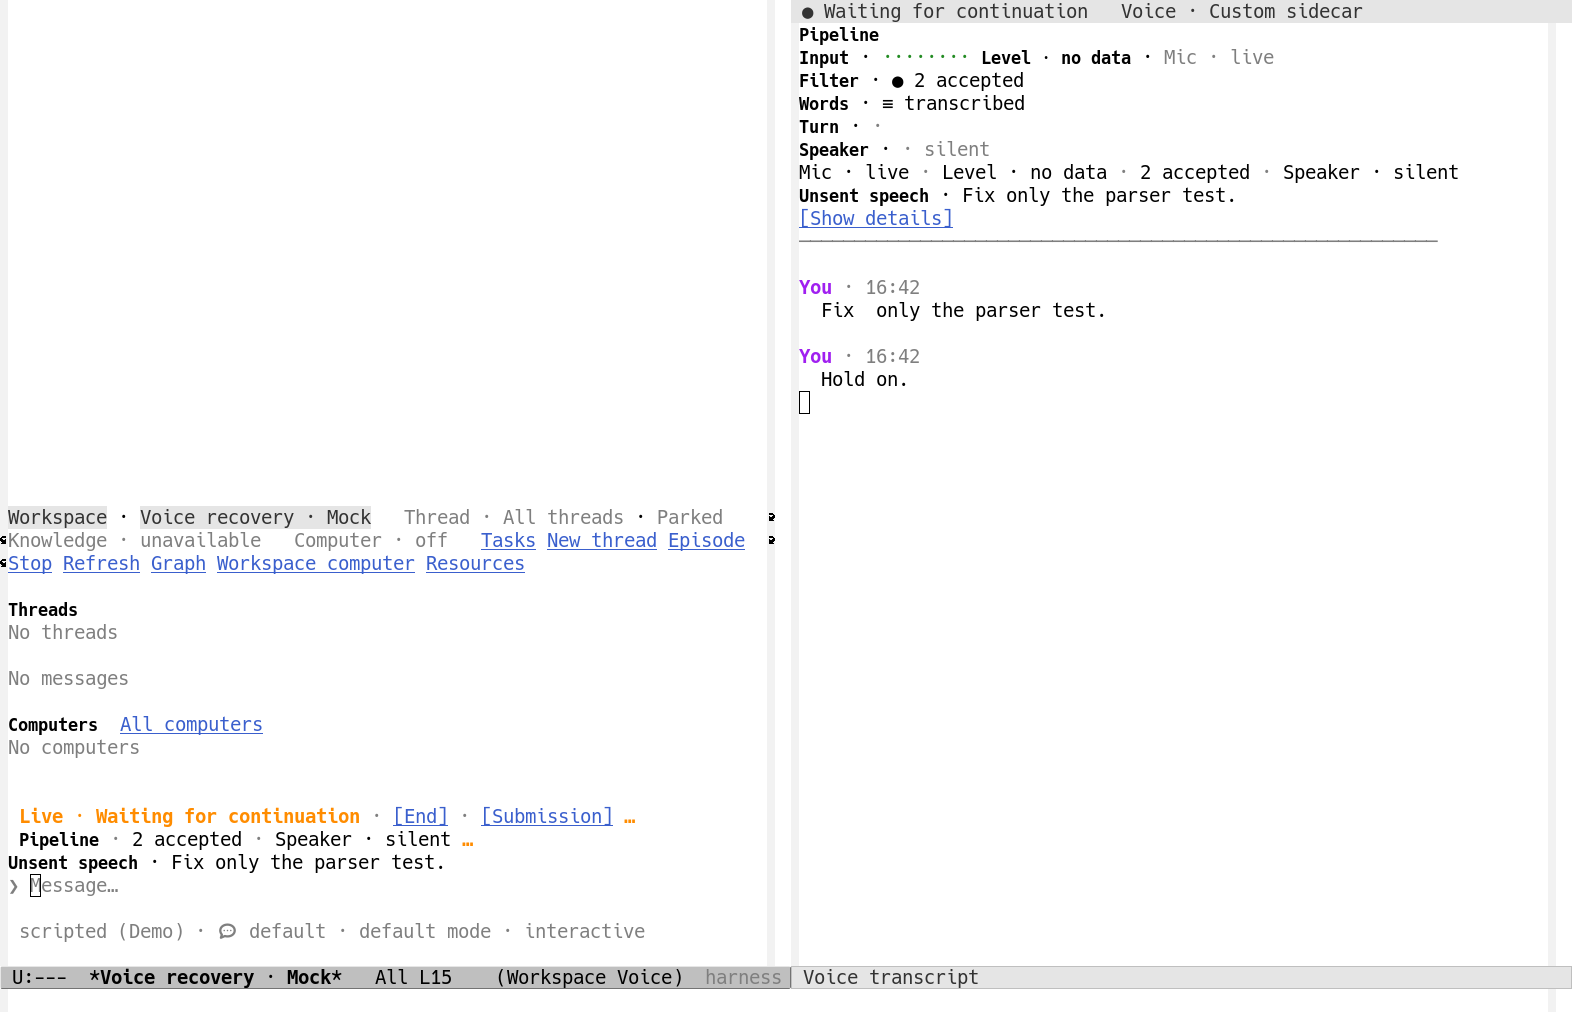 Workspace · Voice recovery · Mock   Thread · All threads · Parked
Knowledge · unavailable   Computer · off   Tasks New thread Episode
Stop Refresh Graph Workspace computer Resources
Threads
No threads
No messages
Computers  All computers
No computers
Live · Waiting for continuation · [End] · [Submission] …
Pipeline · 2 accepted · Speaker · silent …
Unsent speech · Fix only the parser test.
❯ Message…
scripted (Demo) · default · default mode · interactive
U:---  *Voice recovery · Mock*   All L15    (Workspace Voice)  harness
● Waiting for continuation   Voice · Custom sidecar
Pipeline
Input · ········ Level · no data · Mic · live
Filter · ● 2 accepted
Words · ≡ transcribed
Turn · ·
Speaker · · silent
Mic · live · Level · no data · 2 accepted · Speaker · silent
Unsent speech · Fix only the parser test.
[Show details]
You · 16:42
Fix  only the parser test.
You · 16:42
Hold on.
Voice transcript